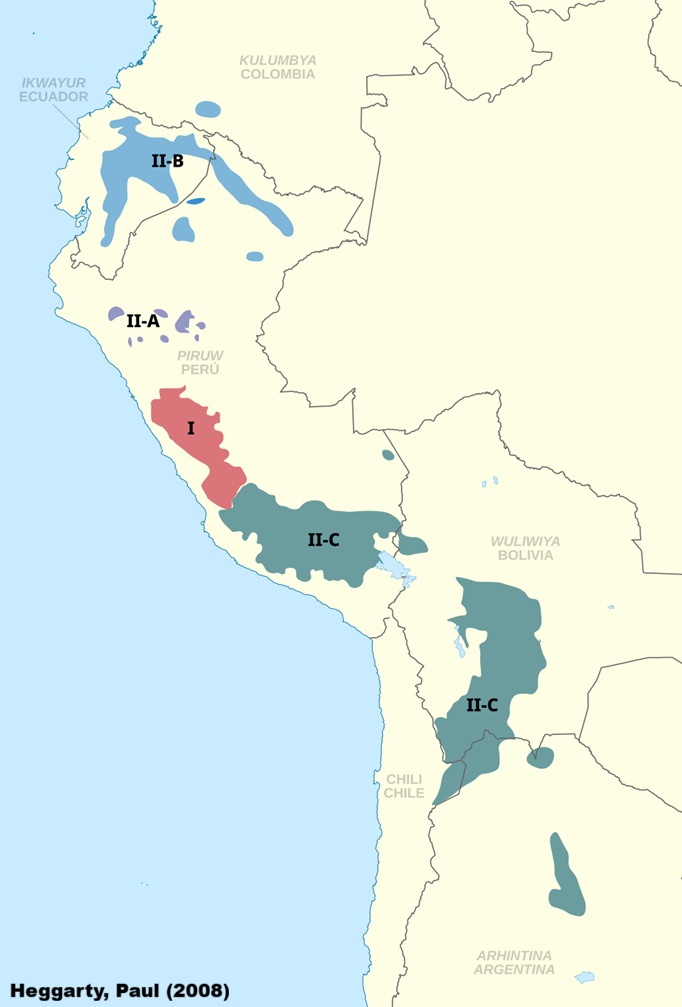 KULUMBYA
COLOMBIA
IKWAYUR
ECUADOR
II-B
II-A
PIRUW
PERÚ
I
II-C
WULIWIYA
BOLIVIA
II-C
CHILI
CHILE
ARHINTINA
ARGENTINA
Heggarty, Paul (2008)